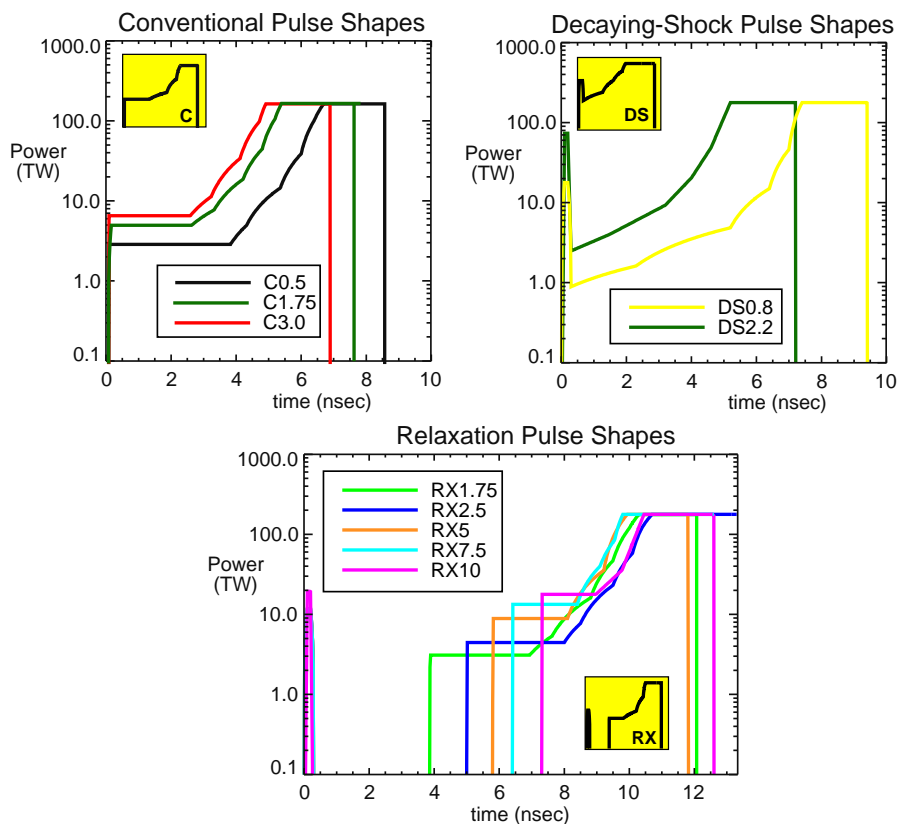 Conventional Pulse Shapes
1000.0
100.0
10.0
1.0
0.1
Power
(TW)
C
C0.5
C1.75
C3.0
0 2 4 6 8 10
time (nsec)
Decaying-Shock Pulse Shapes
1000.0
100.0
10.0
1.0
0.1
Power
(TW)
DS
DS0.8
DS2.2
0 2 4 6 8 10
time (nsec)
Relaxation Pulse Shapes
1000.0
100.0
10.0
1.0
0.1
Power
(TW)
RX1.75
RX2.5
RX5
RX7.5
RX10
RX
0 2 4 6 8 10 12
time (nsec)